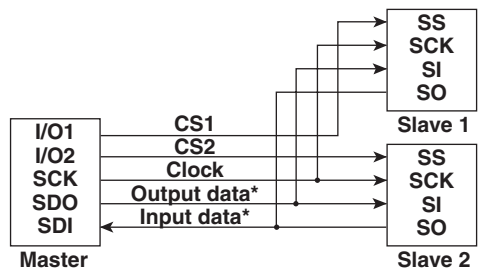 SS
SCK
SI
SO
Slave 1
I/O1
I/O2
SCK
SDO
SDI
Master
CS1
CS2
Clock
Output data*
Input data*
SS
SCK
SI
SO
Slave 2